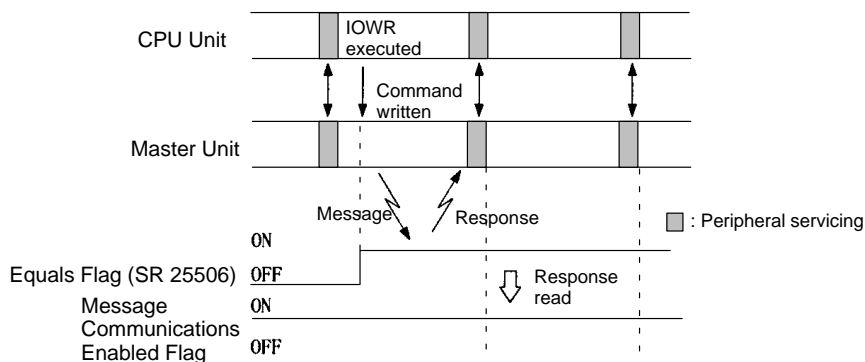 CPU Unit
IOWR
executed
Command
written
Master Unit
Message
Response
: Peripheral servicing
ON
Equals Flag (SR 25506)
OFF
Response
read
Message
Communications
Enabled Flag
ON
OFF